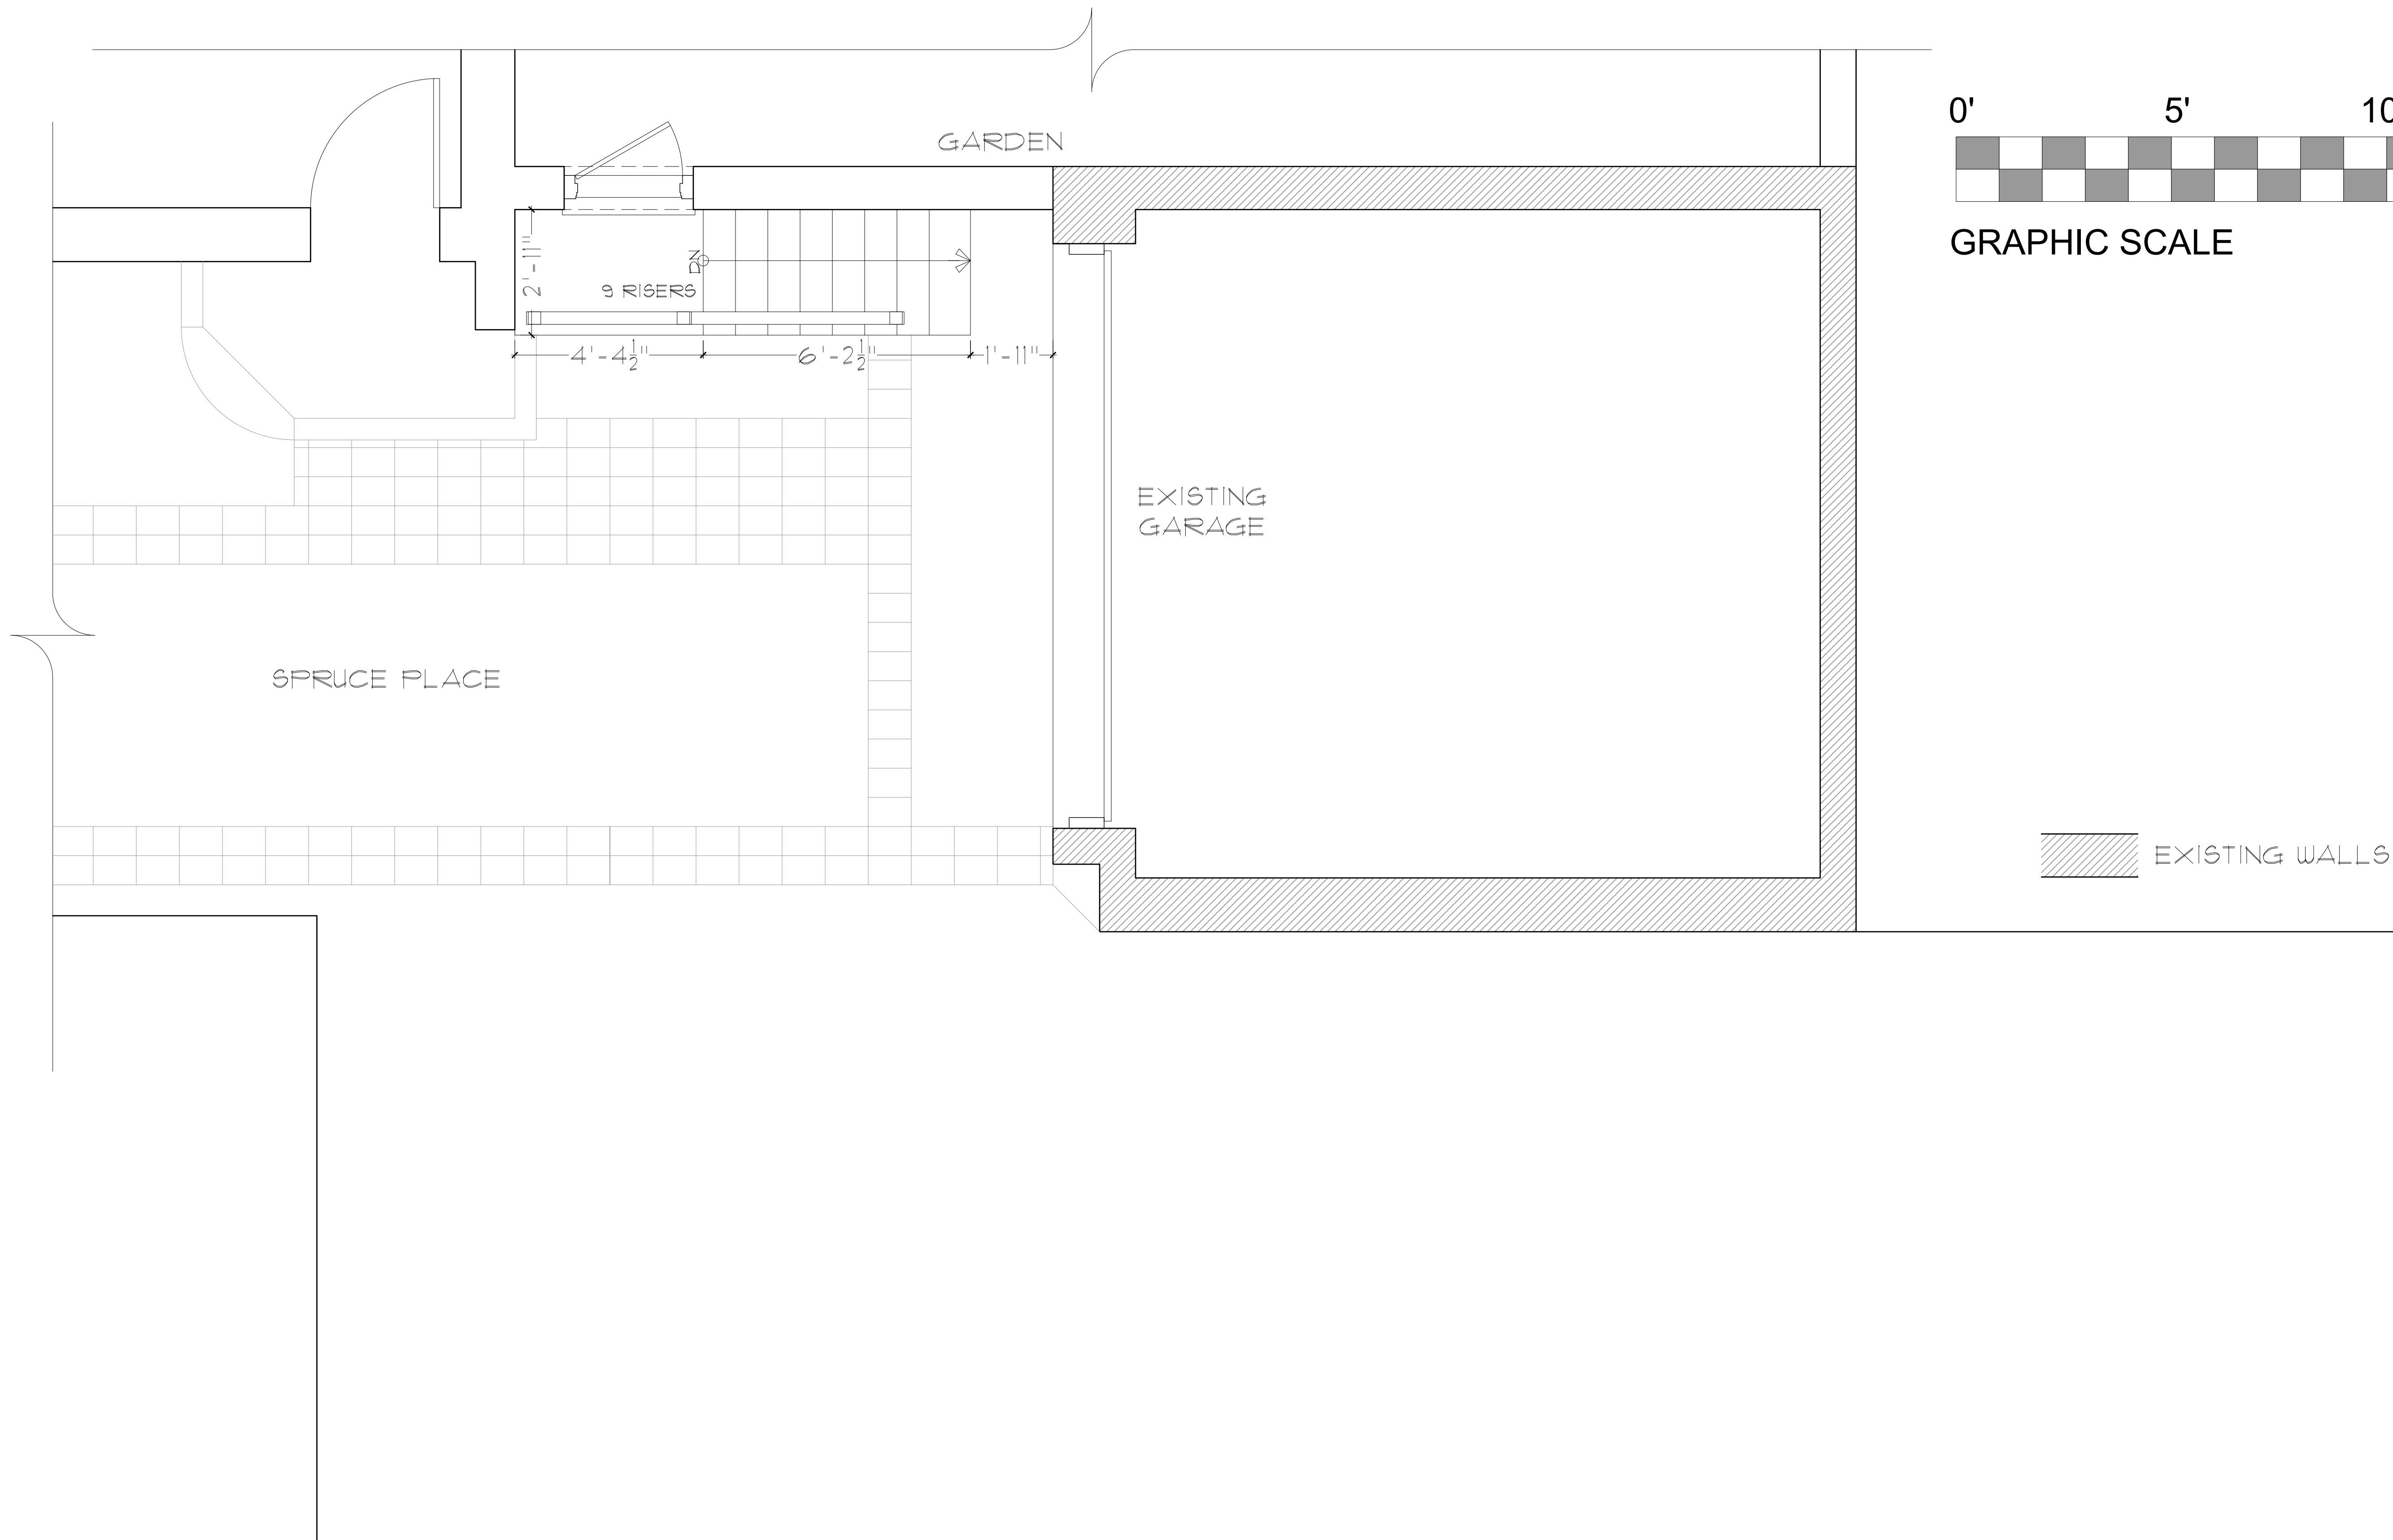 GARDEN
0' 5' 10
GRAPHIC SCALE
2'-11"
DN
9 RISERS
4'-4½" 6'-2½" 1'-11"
EXISTING
GARAGE
SPRUCE PLACE
EXISTING WALLS